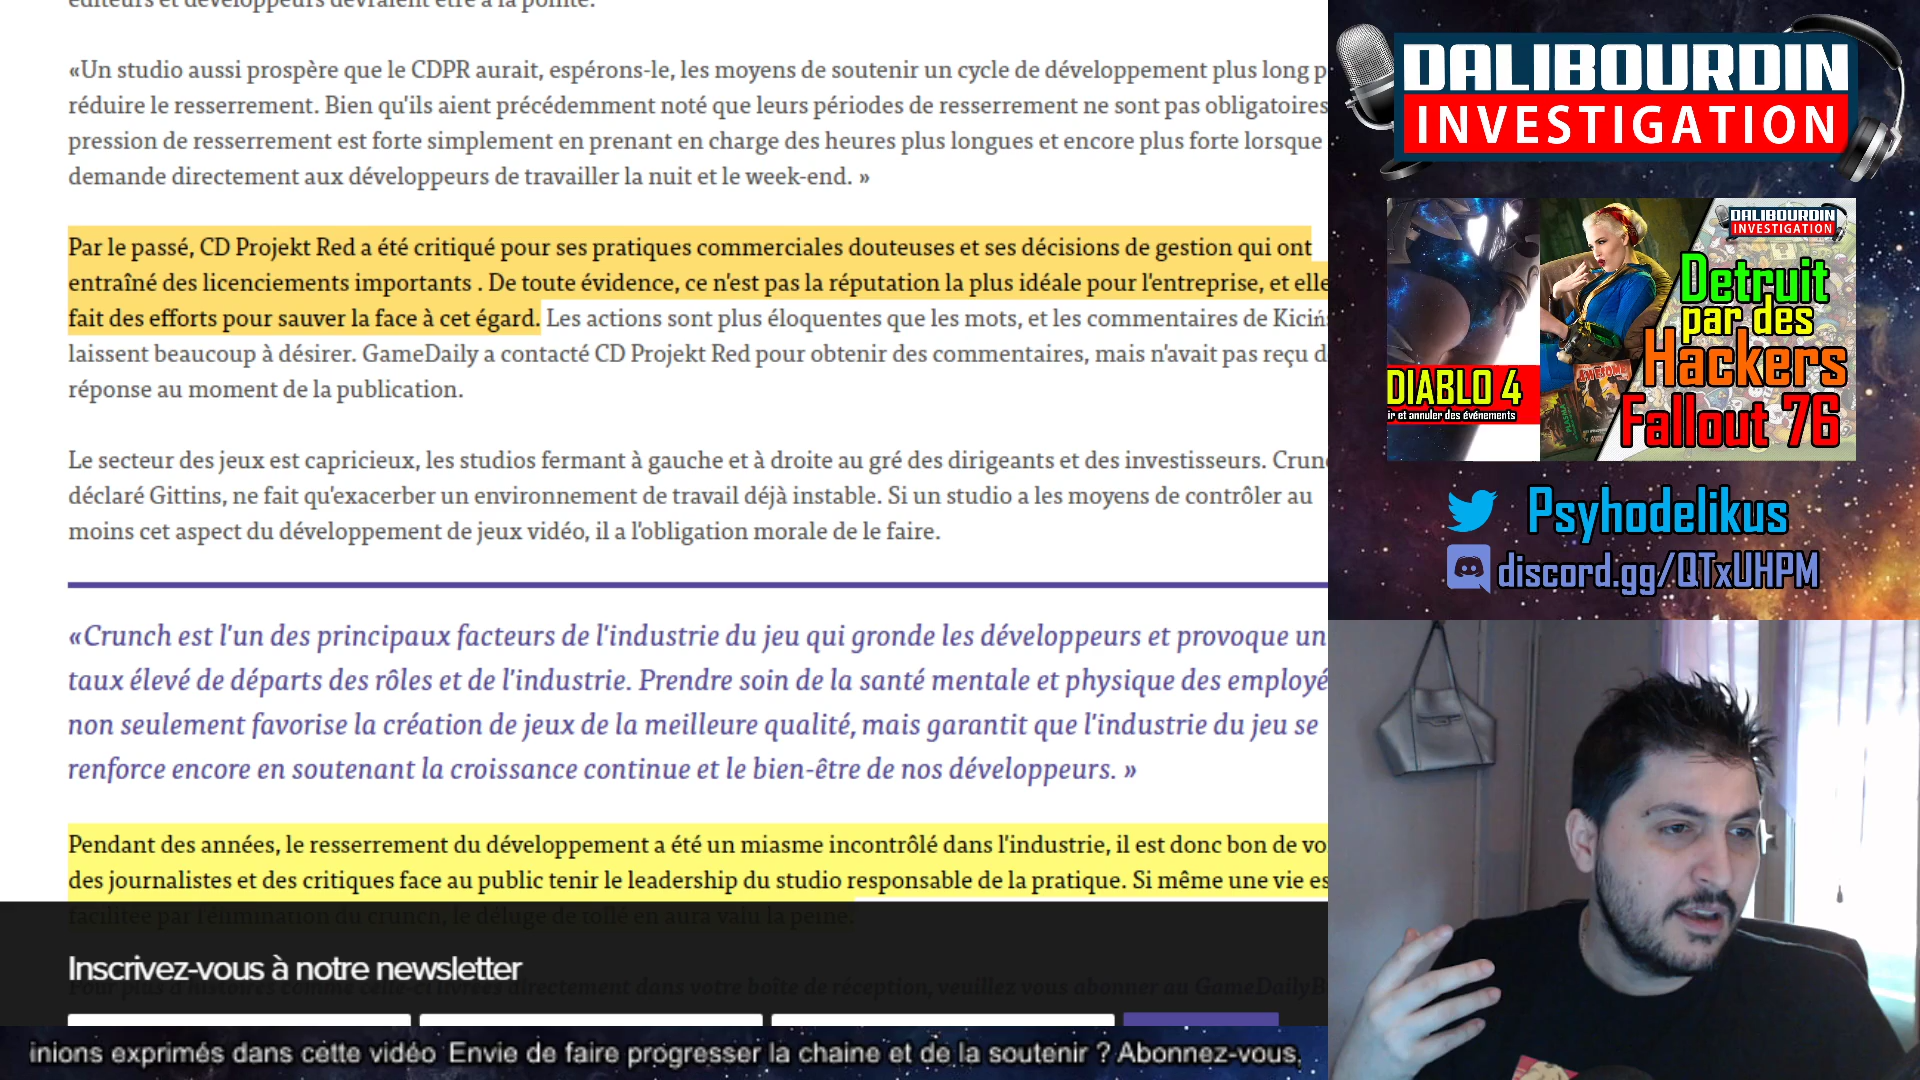 éditeurs et développeurs devraient être à la pointe.
«Un studio aussi prospère que le CDPR aurait, espérons-le, les moyens de soutenir un cycle de développement plus long p
réduire le resserrement. Bien qu'ils aient précédemment noté que leurs périodes de resserrement ne sont pas obligatoires
pression de resserrement est forte simplement en prenant en charge des heures plus longues et encore plus forte lorsque
demande directement aux développeurs de travailler la nuit et le week-end. »
Par le passé, CD Projekt Red a été critiqué pour ses pratiques commerciales douteuses et ses décisions de gestion qui ont
entraîné des licenciements importants . De toute évidence, ce n'est pas la réputation la plus idéale pour l'entreprise, et elle
fait des efforts pour sauver la face à cet égard. Les actions sont plus éloquentes que les mots, et les commentaires de Kicińs
laissent beaucoup à désirer. GameDaily a contacté CD Projekt Red pour obtenir des commentaires, mais n'avait pas reçu d
réponse au moment de la publication.
Le secteur des jeux est capricieux, les studios fermant à gauche et à droite au gré des dirigeants et des investisseurs. Crunc
déclaré Gittins, ne fait qu'exacerber un environnement de travail déjà instable. Si un studio a les moyens de contrôler au
moins cet aspect du développement de jeux vidéo, il a l'obligation morale de le faire.
«Crunch est l'un des principaux facteurs de l'industrie du jeu qui gronde les développeurs et provoque un
taux élevé de départs des rôles et de l'industrie. Prendre soin de la santé mentale et physique des employé
non seulement favorise la création de jeux de la meilleure qualité, mais garantit que l'industrie du jeu se
renforce encore en soutenant la croissance continue et le bien-être de nos développeurs. »
Pendant des années, le resserrement du développement a été un miasme incontrôlé dans l'industrie, il est donc bon de vo
des journalistes et des critiques face au public tenir le leadership du studio responsable de la pratique. Si même une vie es
facilitée par l'élimination du crunch, le déluge de tollé en aura valu la peine.
Inscrivez-vous à notre newsletter
Pour plus d'histoires comme celle-ci livrées directement dans votre boîte de réception, veuillez vous abonner au GameDailyB
inions exprimés dans cette vidéo Envie de faire progresser la chaine et de la soutenir ? Abonnez-vous,
DALIBOURDIN
INVESTIGATION
DALIBOURDIN
INVESTIGATION
Detruit
par des
Hackers
Fallout 76
DIABLO 4
ir et annuler des événements
AWESOME
Psyhodelikus
discord.gg/QTxUHPM